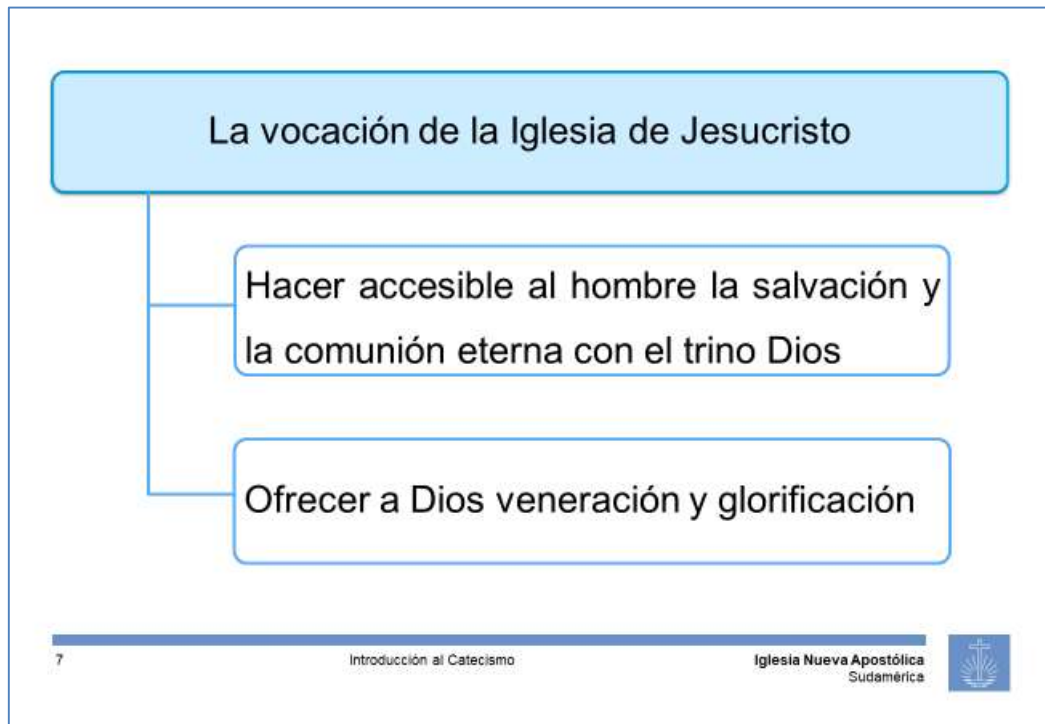 La vocación de la Iglesia de Jesucristo
Hacer accesible al hombre la salvación y
la comunión eterna con el trino Dios
Ofrecer a Dios veneración y glorificación
7
Introducción al Catecismo
Iglesia Nueva Apostólica
Sudamérica